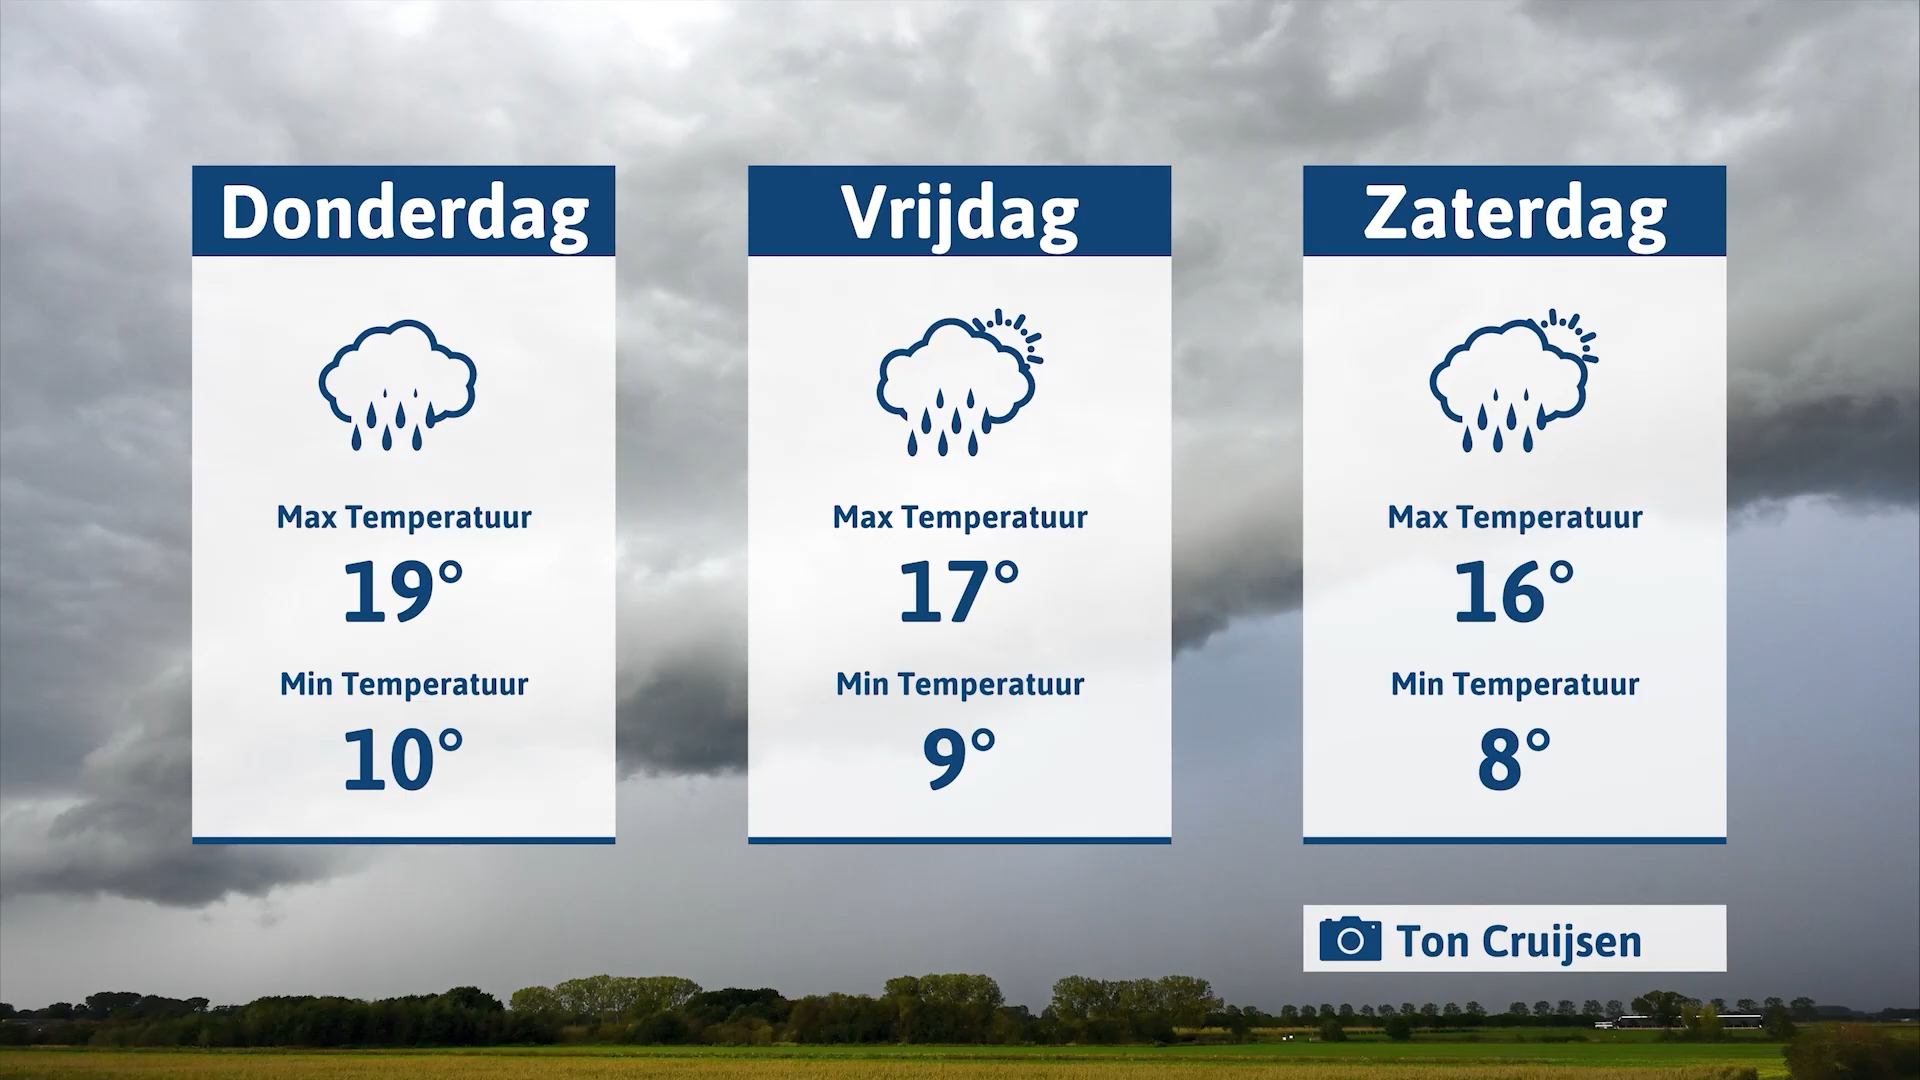 Donderdag
Max Temperatuur
19°
Min Temperatuur
10°
Vrijdag
Max Temperatuur
17°
Min Temperatuur
9°
Zaterdag
Max Temperatuur
16°
Min Temperatuur
8°
Ton Cruijsen